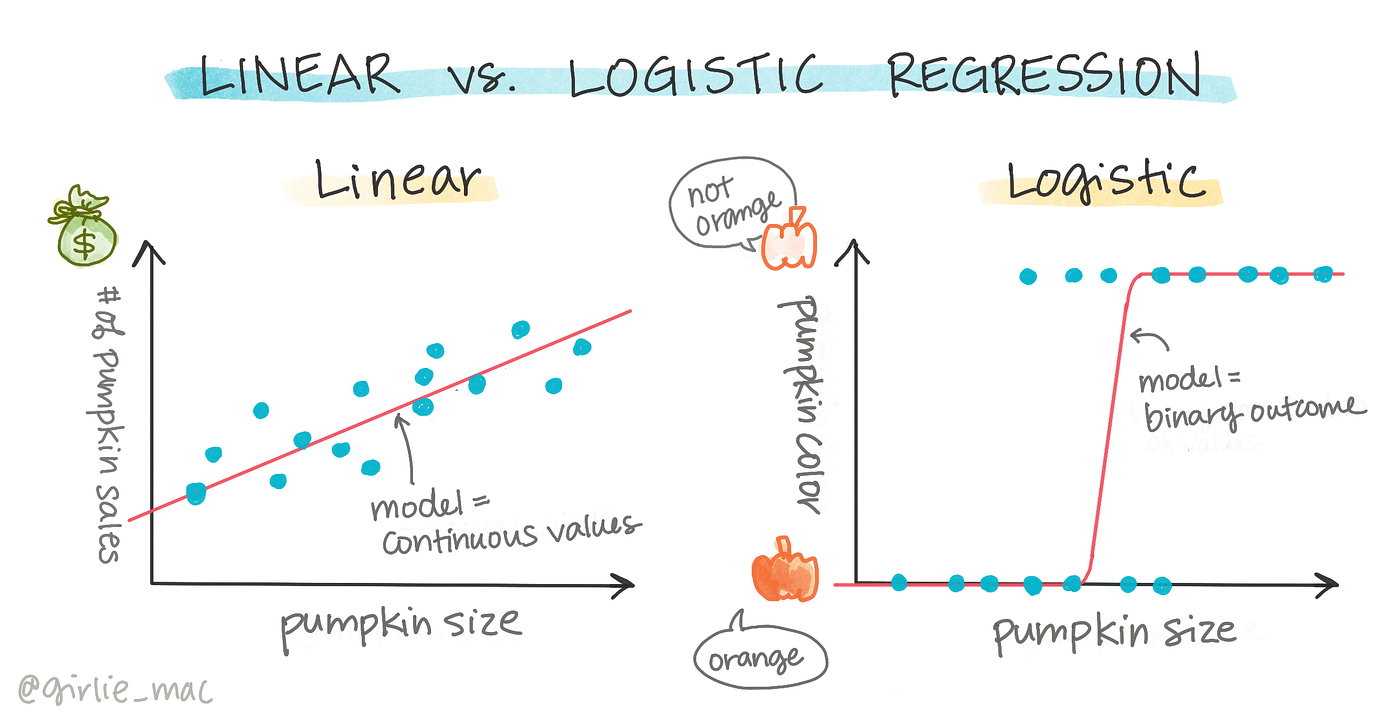 LINEAR vs. LOGISTIC REGRESSION
Linear
$
# of pumpkin sales
model =
continuous values
pumpkin size
@girlie_mac
Logistic
not
orange
pumpkin color
model =
binary outcome
orange
pumpkin size